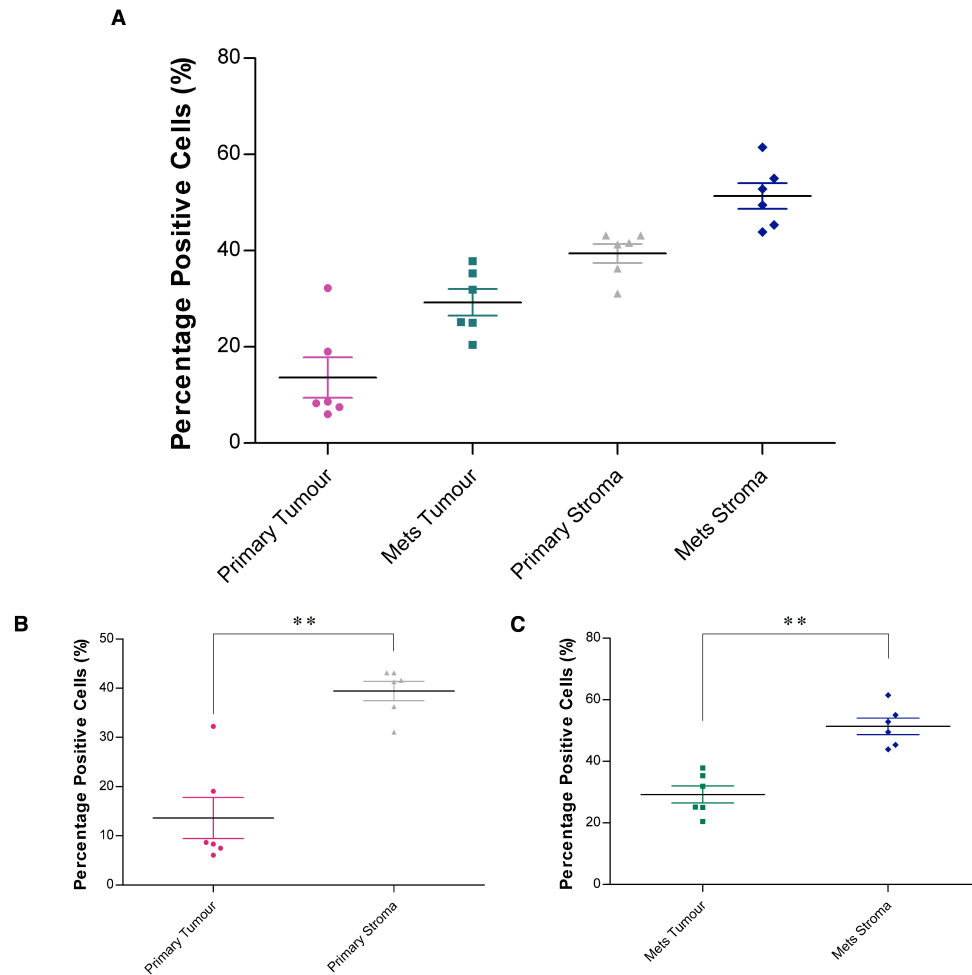 A
Percentage Positive Cells (%)
80
60
40
20
0
Primary Tumour
Mets Tumour
Primary Stroma
Mets Stroma
B
**
Percentage Positive Cells (%)
50
40
30
20
10
0
Primary Tumour
Primary Stroma
C
**
Percentage Positive Cells (%)
80
60
40
20
0
Mets Tumour
Mets Stroma